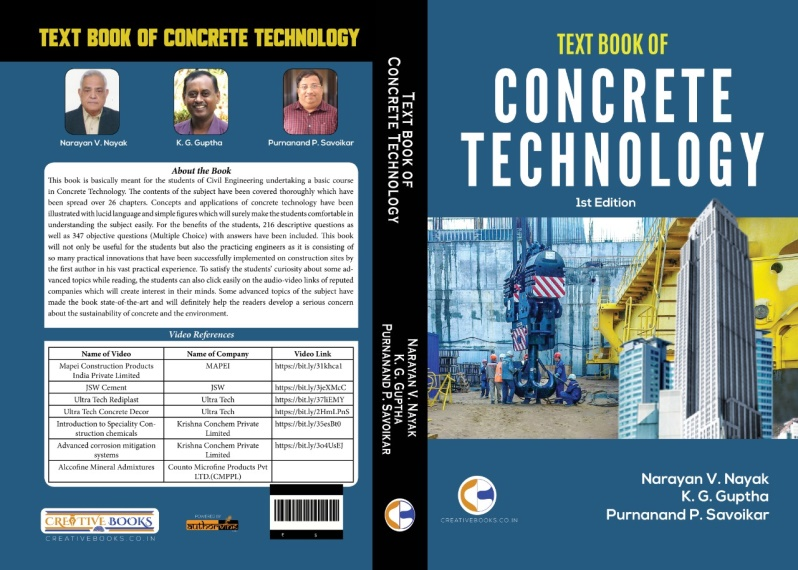 TEXT BOOK OF CONCRETE TECHNOLOGY
Narayan V. Nayak
K. G. Guptha
Purnanand P. Savoikar
About the Book
This book is basically meant for the students of Civil Engineering undertaking a basic course
in Concrete Technology. The contents of the subject have been covered thoroughly which have
been spread over 26 chapters. Concepts and applications of concrete technology have been
illustrated with lucid language and simple figures which will surely make the students comfortable in
understanding the subject easily. For the benefits of the students, 216 descriptive questions as
well as 347 objective questions (Multiple Choice) with answers have been included. This book
will not only be useful for the students but also the practicing engineers as it is consisting of
so many practical innovations that have been successfully implemented on construction sites by
the first author in his vast practical experience. To satisfy the students' curiosity about some ad-
vanced topics while reading, the students can also click easily on the audio-video links of reputed
companies which will create interest in their minds. Some advanced topics of the subject have
made the book state-of-the-art and will definitely help the readers develop a serious concern
about the sustainability of concrete and the environment.
Video References
Name of Video Name of Company Video Link
Mapei Construction Products MAPEI https://bit.ly/31khca1
India Private Limited
JSW Cement JSW https://bit.ly/3jeXMcC
Ultra Tech Rediplast Ultra Tech https://bit.ly/37liEMY
Ultra Tech Concrete Decor Ultra Tech https://bit.ly/2HmLPnS
Introduction to Speciality Con- Krishna Conchem Private https://bit.ly/35esBt0
struction chemicals Limited
Advanced corrosion mitigation Krishna Conchem Private https://bit.ly/3o4UsEJ
systems Limited
Alccofine Mineral Admixtures Counto Microfine Products Pvt
LTD.(CMPPL)
CREATIVE BOOKS
CREATIVEBOOKS.CO.IN
POWERED BY
authorvinx
₹
TEXT BOOK OF
CONCRETE TECHNOLOGY
NARAYAN V. NAYAK
K. G. GUPTHA
PURNANAND P. SAVOIKAR
TEXT BOOK OF
CONCRETE
TECHNOLOGY
1st Edition
Narayan V. Nayak
K. G. Guptha
Purnanand P. Savoikar
CREATIVEBOOKS.CO.IN